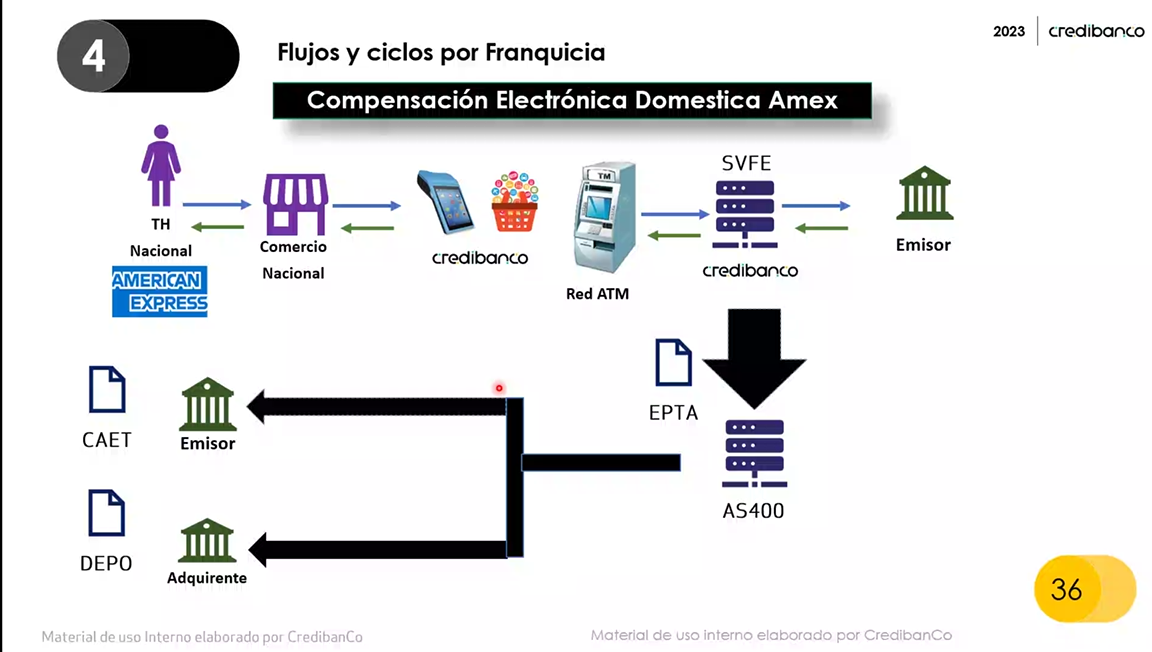 4
Flujos y ciclos por Franquicia
2023
credibanco
Compensación Electrónica Domestica Amex
TH
Nacional
AMERICAN
EXPRESS
Comercio
Nacional
credibanco
TM
Red ATM
SVFE
credibanco
Emisor
EPTA
AS400
CAET
Emisor
DEPO
Adquirente
36
Material de uso Interno elaborado por CredibanCo
Material de uso interno elaborado por CredibanCo